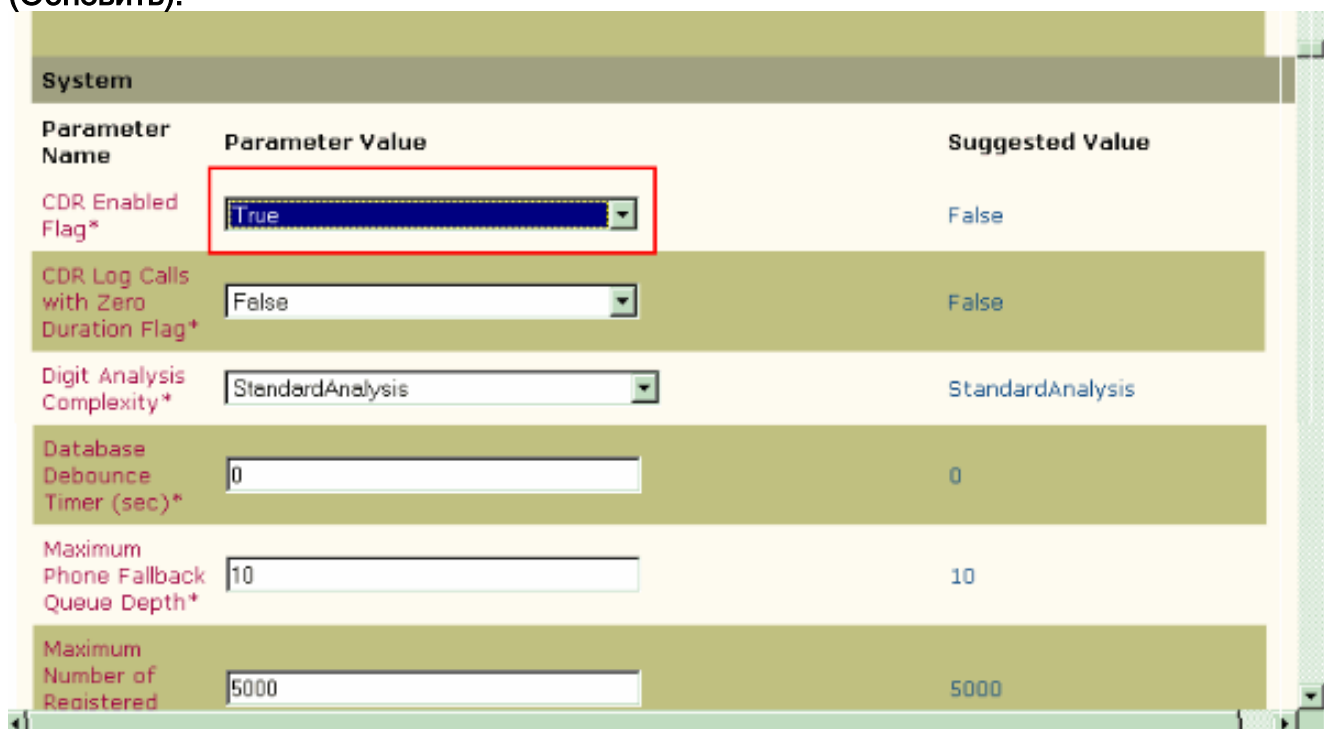 (Обновить).
System
Parameter Name
Parameter Value
Suggested Value
CDR Enabled
Flag*
True
False
CDR Log Calls
with Zero
Duration Flag*
False
False
Digit Analysis
Complexity*
StandardAnalysis
StandardAnalysis
Database
Debounce
Timer (sec)*
0
0
Maximum
Phone Fallback
Queue Depth*
10
10
Maximum
Number of
Registered
5000
5000